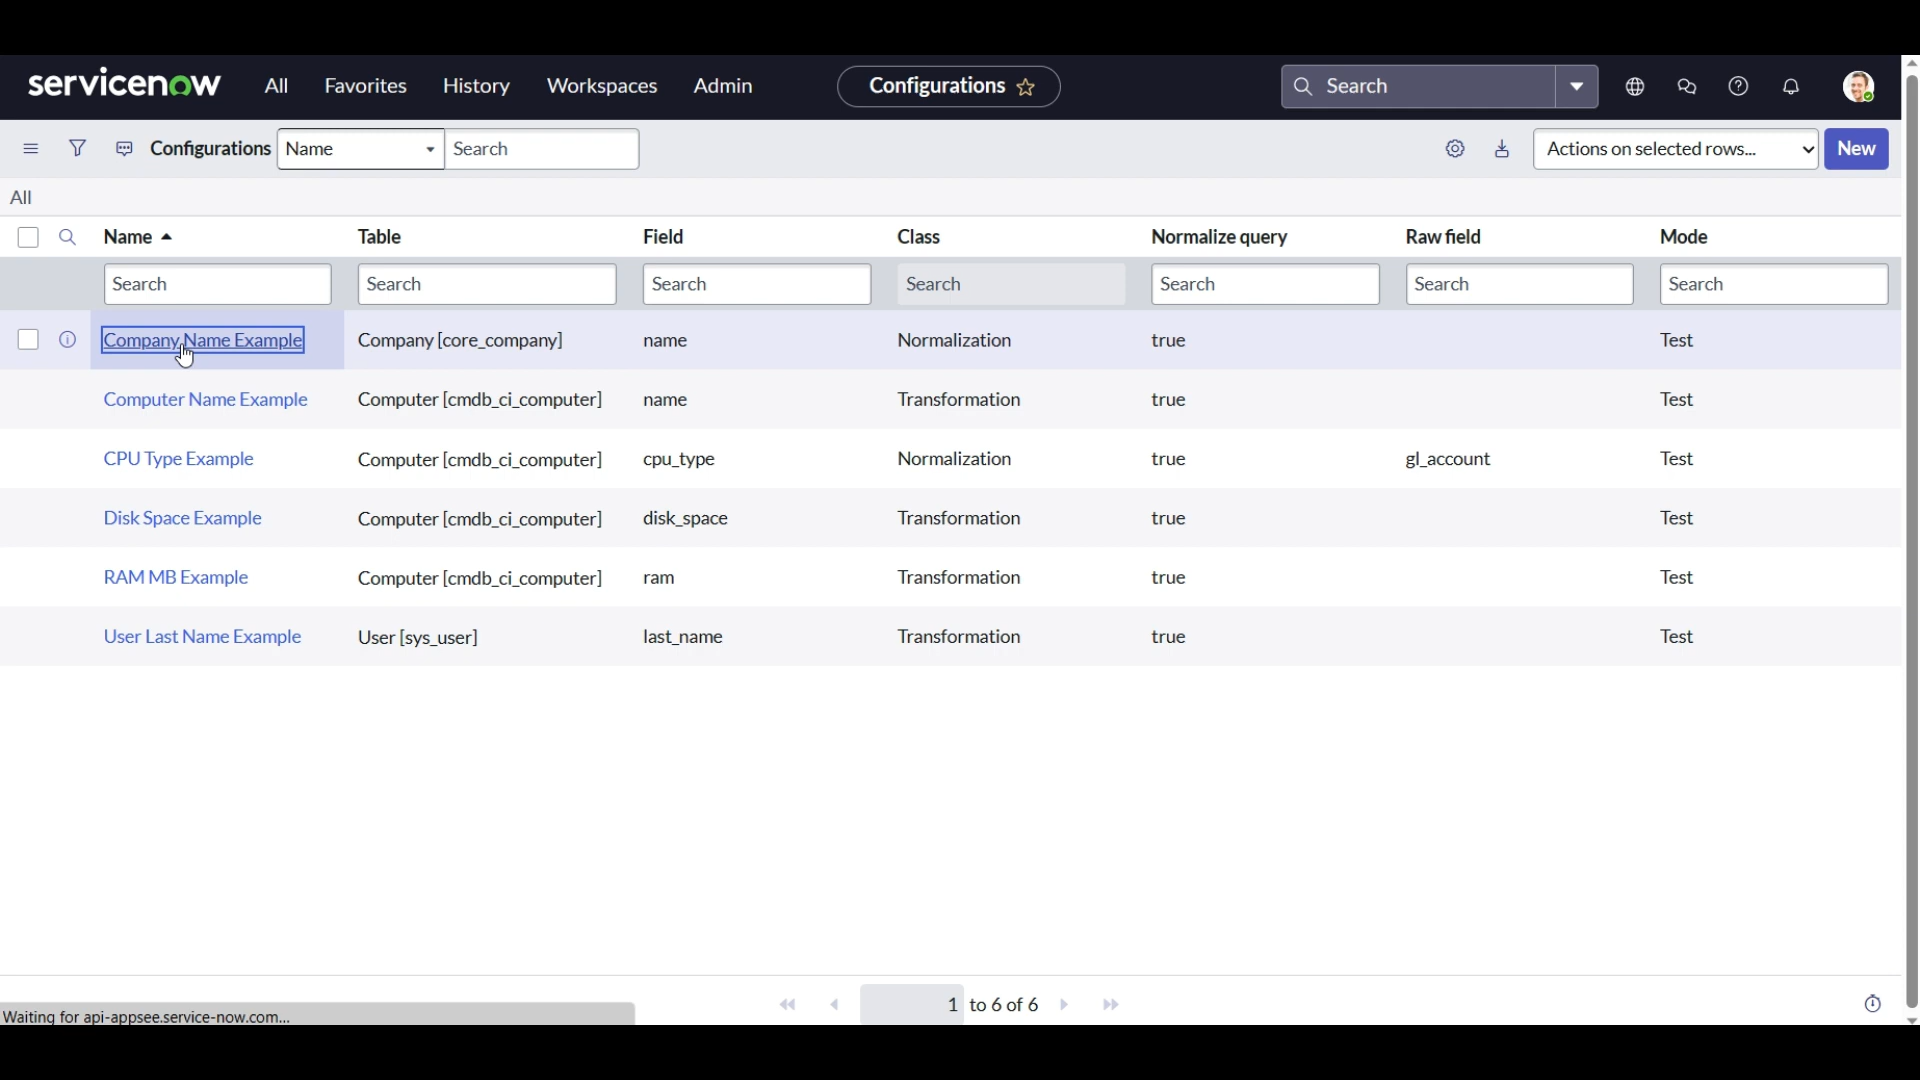 servicenow All Favorites History Workspaces Admin Configurations Search
Configurations Name Search Actions on selected rows... New
All
Name Table Field Class Normalize query Raw field Mode
Search Search Search Search Search Search Search
Company Name Example Company [core_company] name Normalization true Test
Computer Name Example Computer [cmdb_ci_computer] name Transformation true Test
CPU Type Example Computer [cmdb_ci_computer] cpu_type Normalization true gl_account Test
Disk Space Example Computer [cmdb_ci_computer] disk_space Transformation true Test
RAM MB Example Computer [cmdb_ci_computer] ram Transformation true Test
User Last Name Example User [sys_user] last_name Transformation true Test
1 to 6 of 6
Waiting for api-appsee.service-now.com...